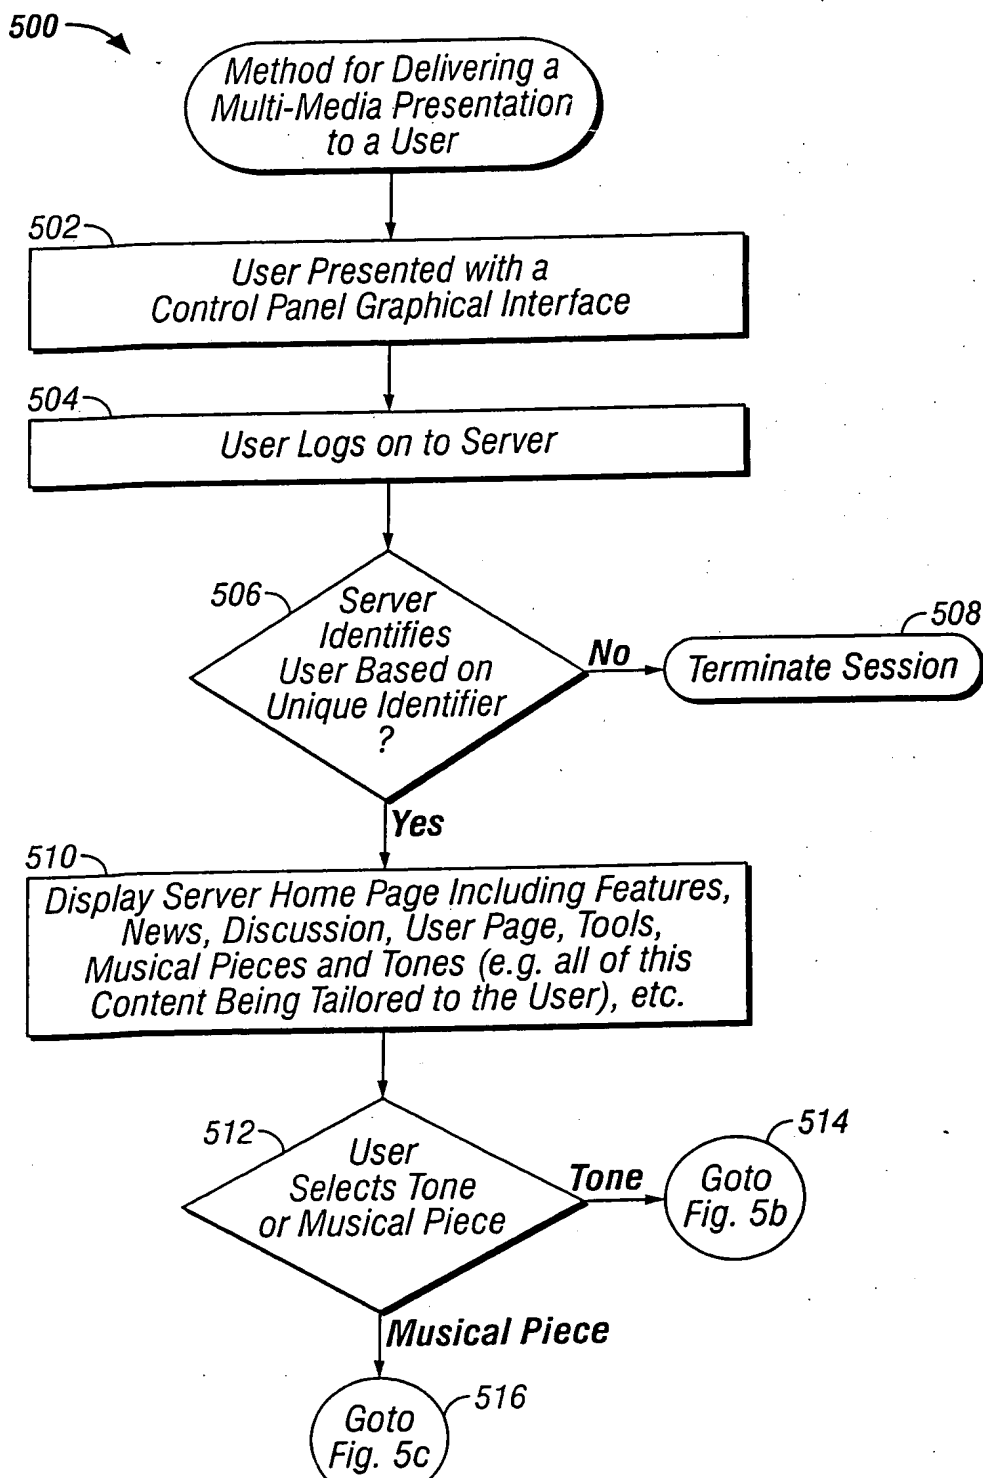 500
Method for Delivering a
Multi-Media Presentation
to a User
502
User Presented with a
Control Panel Graphical Interface
504
User Logs on to Server
506
Server
Identifies
User Based on
Unique Identifier
?
No
508
Terminate Session
Yes
510
Display Server Home Page Including Features,
News, Discussion, User Page, Tools,
Musical Pieces and Tones (e.g. all of this
Content Being Tailored to the User), etc.
512
User
Selects Tone
or Musical Piece
Tone
514
Goto
Fig. 5b
Musical Piece
516
Goto
Fig. 5c